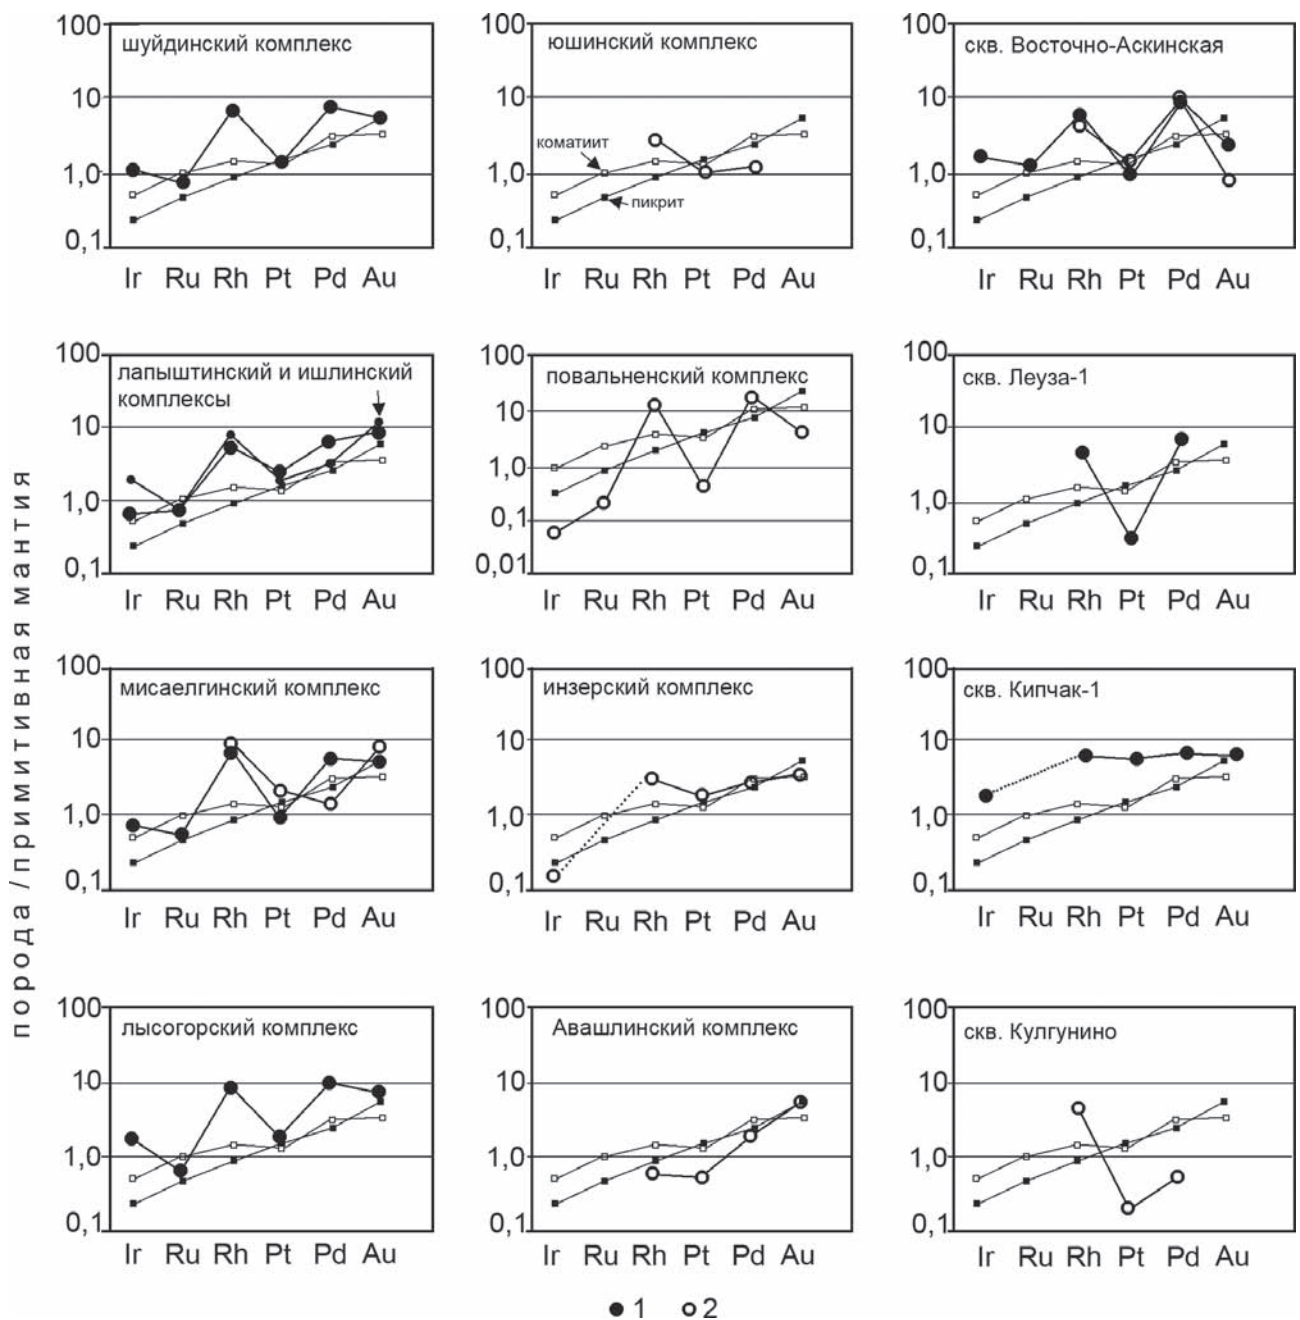 порода / примитивная мантия
100
шуйдинский комплекс
10
1,0
0,1
Ir Ru Rh Pt Pd Au
100
юшинский комплекс
10
коматиит
1,0
пикрит
0,1
Ir Ru Rh Pt Pd Au
100
скв. Восточно-Аскинская
10
1,0
0,1
Ir Ru Rh Pt Pd Au
100
лапыштинский и ишлинский
комплексы
10
1,0
0,1
Ir Ru Rh Pt Pd Au
100
повальненский комплекс
10
1,0
0,1
0,01
Ir Ru Rh Pt Pd Au
100
скв. Леуза-1
10
1,0
0,1
Ir Ru Rh Pt Pd Au
100
мисаелгинский комплекс
10
1,0
0,1
Ir Ru Rh Pt Pd Au
100
инзерский комплекс
10
1,0
0,1
Ir Ru Rh Pt Pd Au
100
скв. Кипчак-1
10
1,0
0,1
Ir Ru Rh Pt Pd Au
100
лысогорский комплекс
10
1,0
0,1
Ir Ru Rh Pt Pd Au
100
Авашлинский комплекс
10
1,0
0,1
Ir Ru Rh Pt Pd Au
100
скв. Кулгунино
10
1,0
0,1
Ir Ru Rh Pt Pd Au
1 2